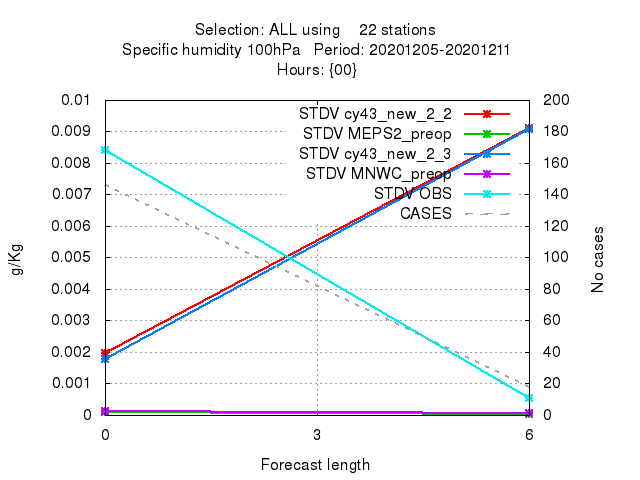 Selection: ALL using 22 stations
Specific humidity 100hPa Period: 20201205-20201211
Hours: {00}
0.01
0.009
0.008
0.007
0.006
0.005
0.004
0.003
0.002
0.001
0
g/Kg
STDV cy43_new_2_2
STDV MEPS2_preop
STDV cy43_new_2_3
STDV MNWC_preop
STDV OBS
CASES
200
180
160
140
120
100
80
60
40
20
0
No cases
0 3 6
Forecast length